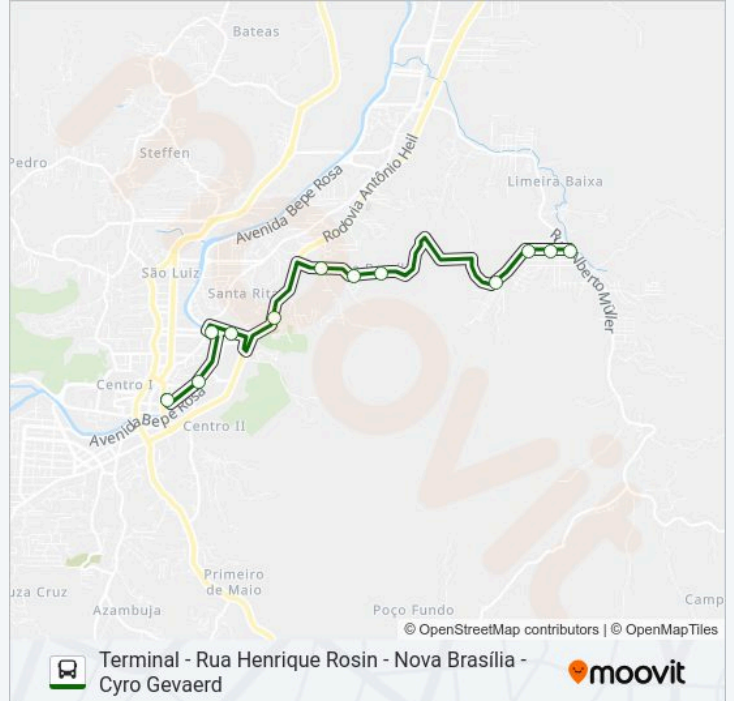 Bateas
Pedro
Steffen
Avenida Bepe Rosa
Rodovia Antônio Heil
Limeira Baixa
São Luiz
Santa Rita
Alberto Müller
Centro I
Avenida Bepe Rosa
Centro II
Primeiro
de Maio
uza Cruz
Azambuja
Poço Fundo
Camp
© OpenStreetMap contributors | © OpenMapTiles
Terminal - Rua Henrique Rosin - Nova Brasília -
Cyro Gevaerd
moovit